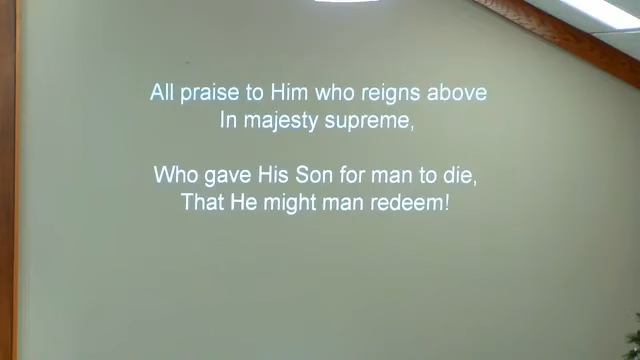 All praise to Him who reigns above
In majesty supreme,
Who gave His Son for man to die,
That He might man redeem!